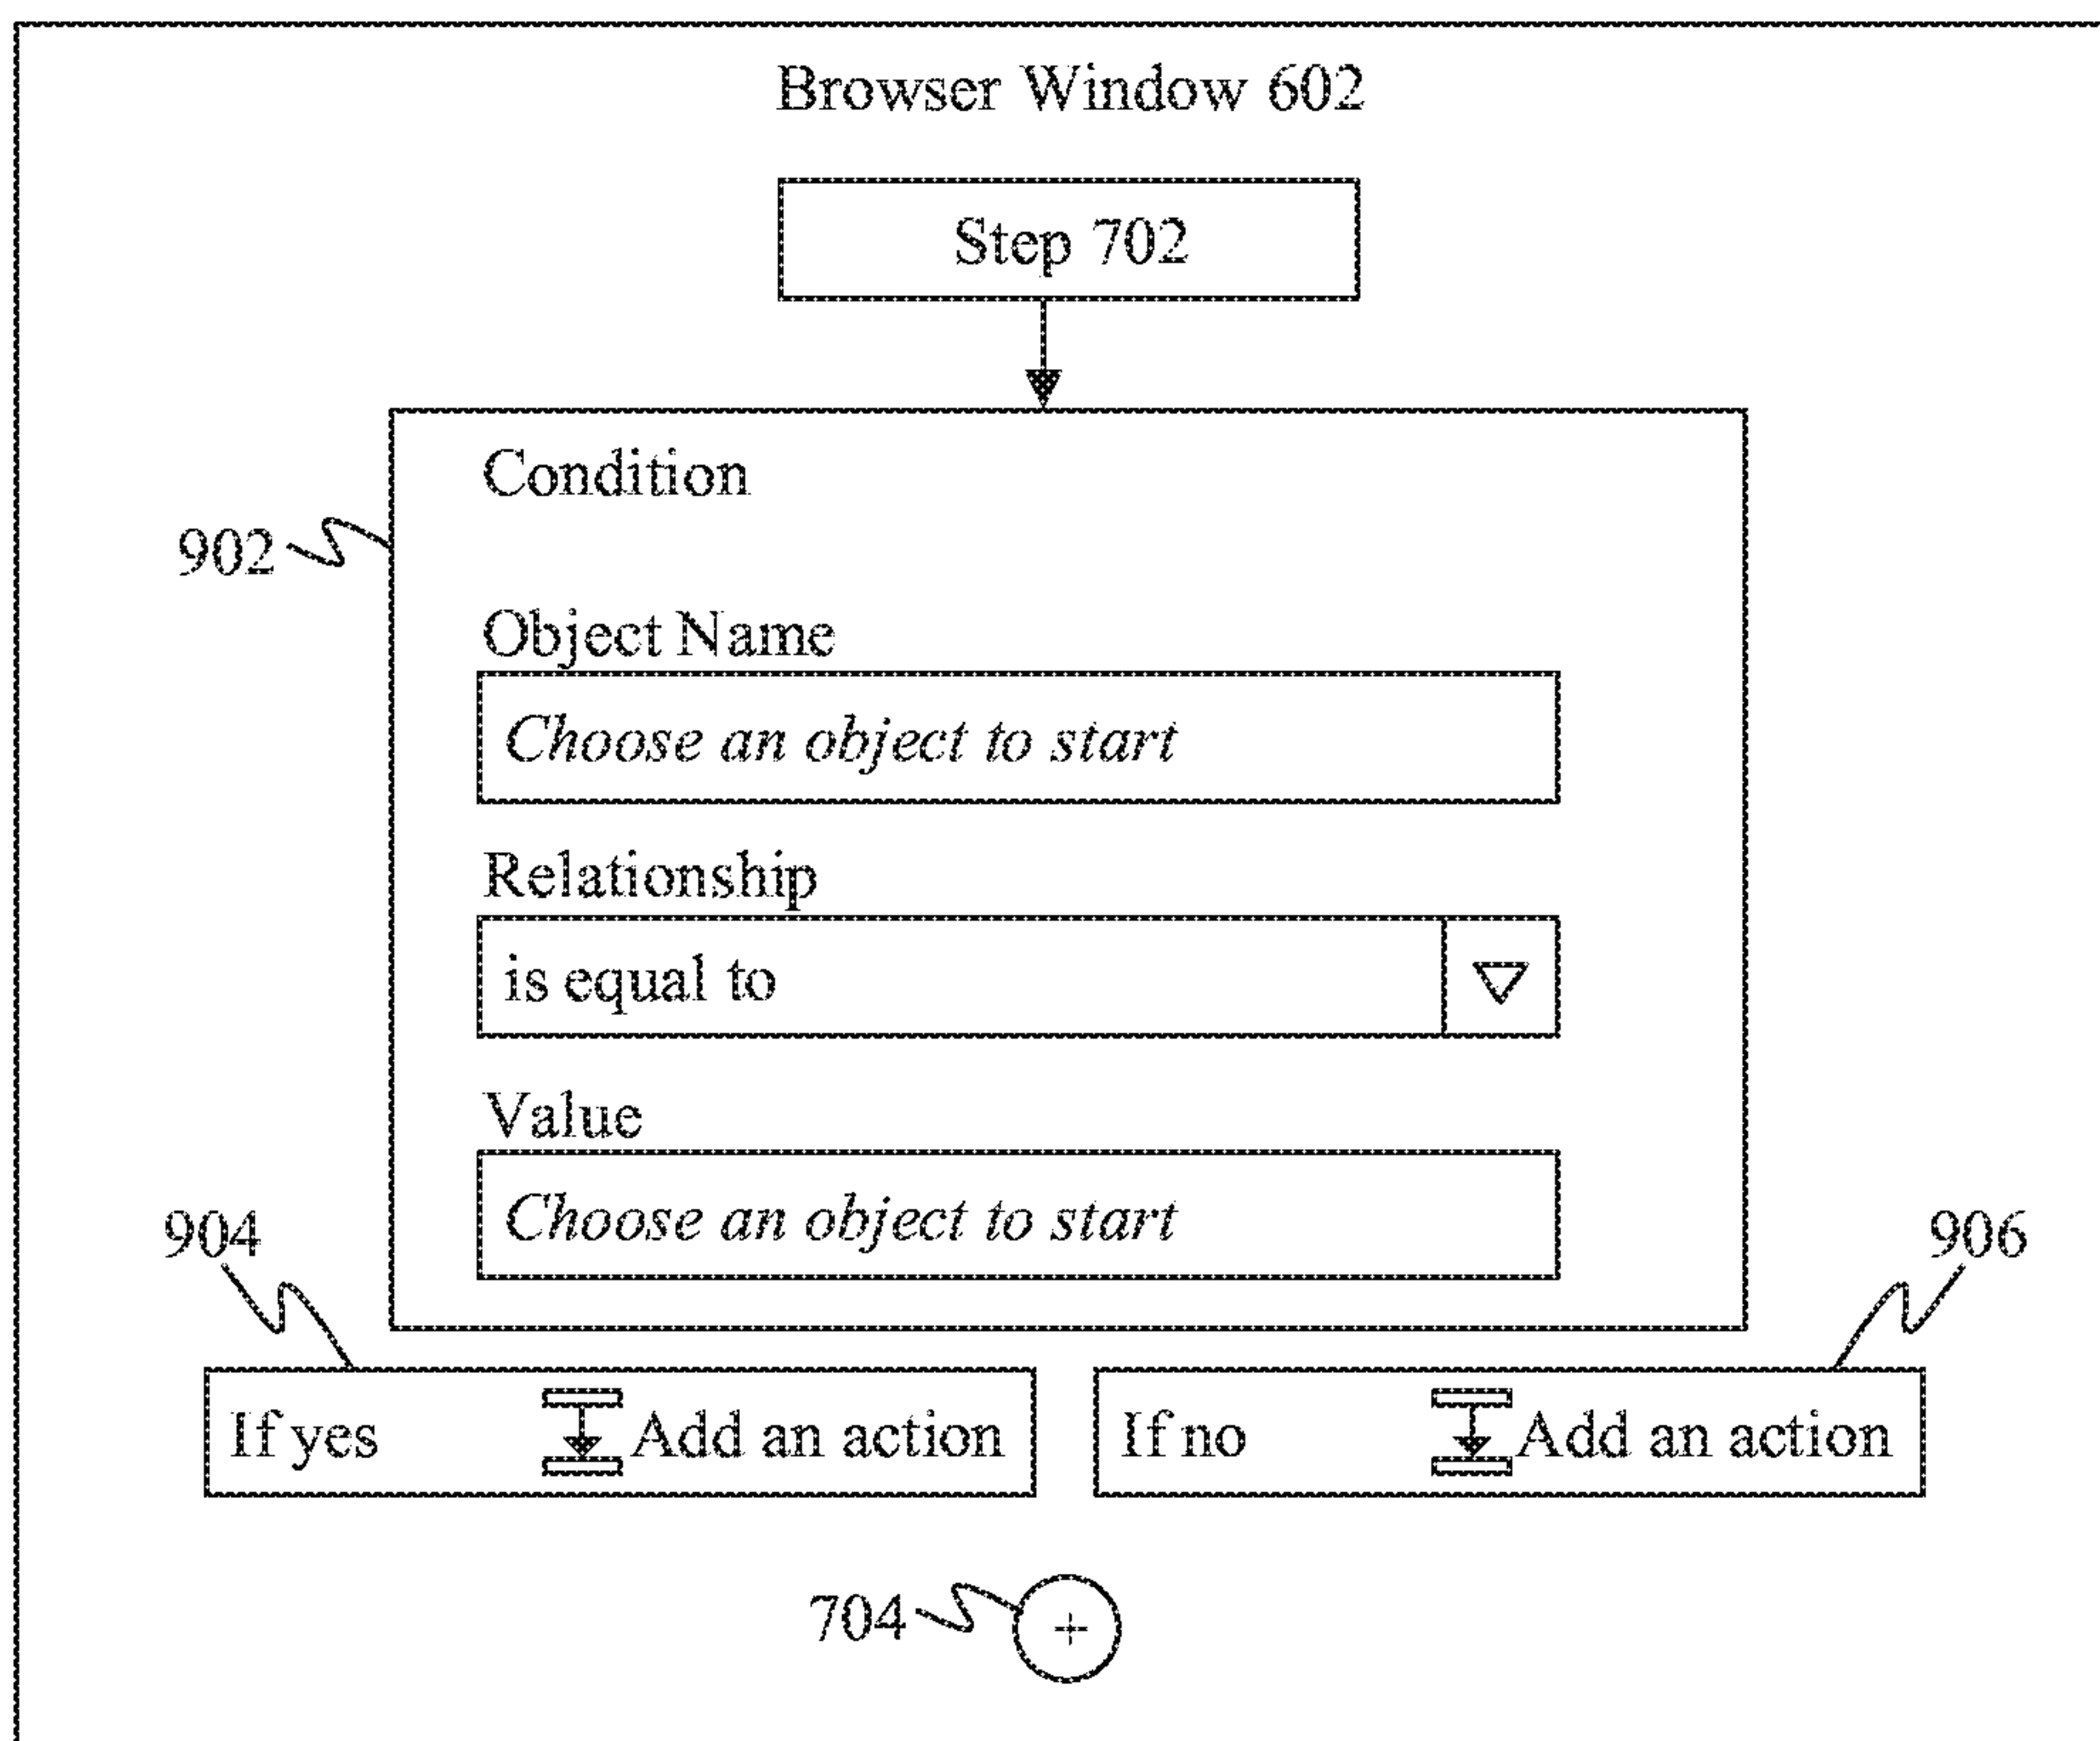 Browser Window 602
Step 702
Condition
902
Object Name
Choose an object to start
Relationship
is equal to
Value
Choose an object to start
904
906
If yes Add an action
If no Add an action
704 +